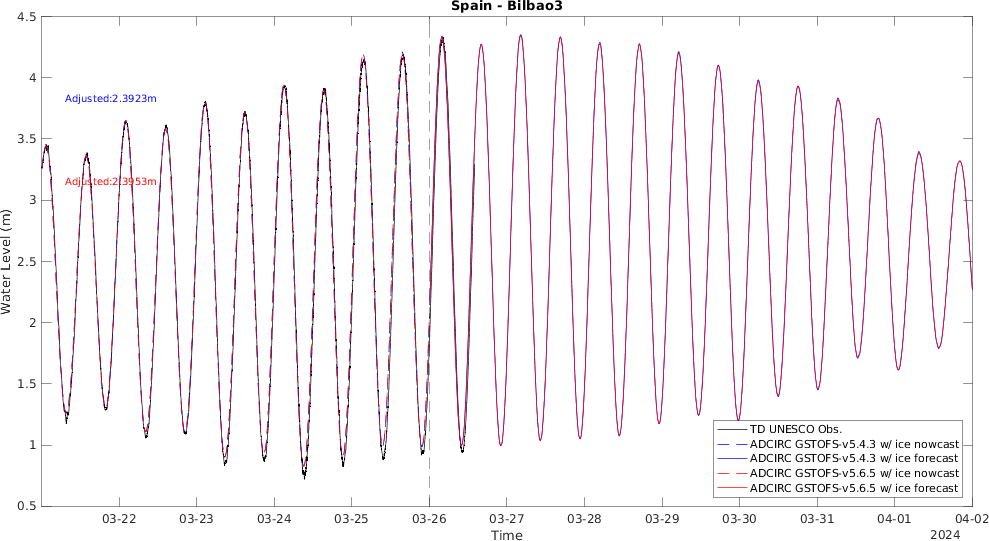 Spain - Bilbao3
4.5
4
3.5
3
2.5
2
1.5
1
0.5
Water Level (m)
Adjusted:2.3923m
Adjusted:2.3953m
TD UNESCO Obs.
ADCIRC GSTOFS-v5.4.3 w/ ice nowcast
ADCIRC GSTOFS-v5.4.3 w/ ice forecast
ADCIRC GSTOFS-v5.6.5 w/ ice nowcast
ADCIRC GSTOFS-v5.6.5 w/ ice forecast
03-22 03-23 03-24 03-25 03-26 03-27 03-28 03-29 03-30 03-31 04-01 04-02
Time
2024